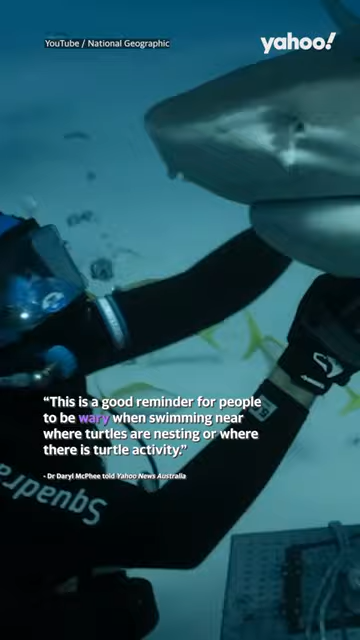 YouTube / National Geographic
yahoo!
“This is a good reminder for people
to be wary when swimming near
where turtles are nesting or where
there is turtle activity.”
- Dr Daryl McPhee told Yahoo News Australia
Squedra